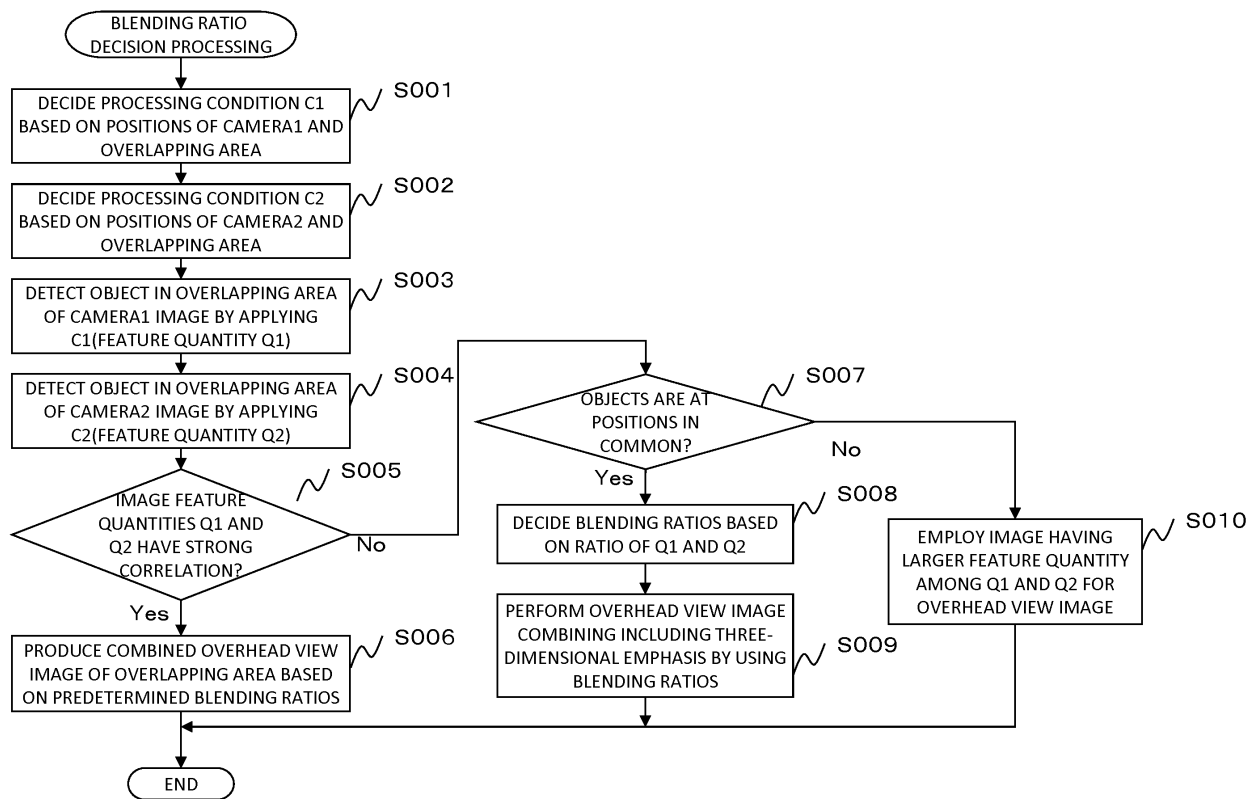 BLENDING RATIO
DECISION PROCESSING
S001
DECIDE PROCESSING CONDITION C1
BASED ON POSITIONS OF CAMERA1 AND
OVERLAPPING AREA
S002
DECIDE PROCESSING CONDITION C2
BASED ON POSITIONS OF CAMERA2 AND
OVERLAPPING AREA
S003
DETECT OBJECT IN OVERLAPPING AREA
OF CAMERA1 IMAGE BY APPLYING
C1(FEATURE QUANTITY Q1)
S004
DETECT OBJECT IN OVERLAPPING AREA
OF CAMERA2 IMAGE BY APPLYING
C2(FEATURE QUANTITY Q2)
S005
IMAGE FEATURE
QUANTITIES Q1 AND
Q2 HAVE STRONG
CORRELATION?
No
Yes
S006
PRODUCE COMBINED OVERHEAD VIEW
IMAGE OF OVERLAPPING AREA BASED
ON PREDETERMINED BLENDING RATIOS
S007
OBJECTS ARE AT
POSITIONS IN
COMMON?
No
Yes
S008
DECIDE BLENDING RATIOS BASED
ON RATIO OF Q1 AND Q2
S009
PERFORM OVERHEAD VIEW IMAGE
COMBINING INCLUDING THREE-
DIMENSIONAL EMPHASIS BY USING
BLENDING RATIOS
S010
EMPLOY IMAGE HAVING
LARGER FEATURE QUANTITY
AMONG Q1 AND Q2 FOR
OVERHEAD VIEW IMAGE
END